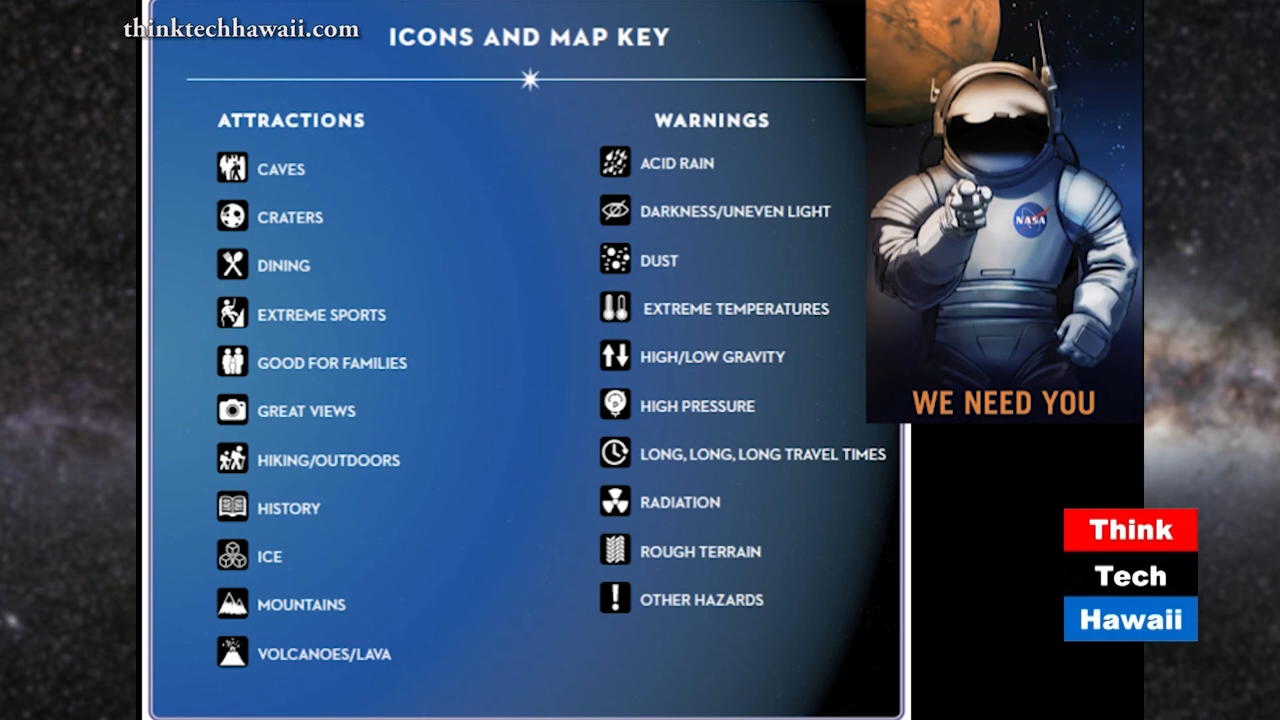 thinktechhawaii.com
ICONS AND MAP KEY
ATTRACTIONS
CAVES
CRATERS
DINING
EXTREME SPORTS
GOOD FOR FAMILIES
GREAT VIEWS
HIKING/OUTDOORS
HISTORY
ICE
MOUNTAINS
VOLCANOES/LAVA
WARNINGS
ACID RAIN
DARKNESS/UNEVEN LIGHT
DUST
EXTREME TEMPERATURES
HIGH/LOW GRAVITY
HIGH PRESSURE
LONG, LONG, LONG TRAVEL TIMES
RADIATION
ROUGH TERRAIN
OTHER HAZARDS
NASA
WE NEED YOU
Think
Tech
Hawaii